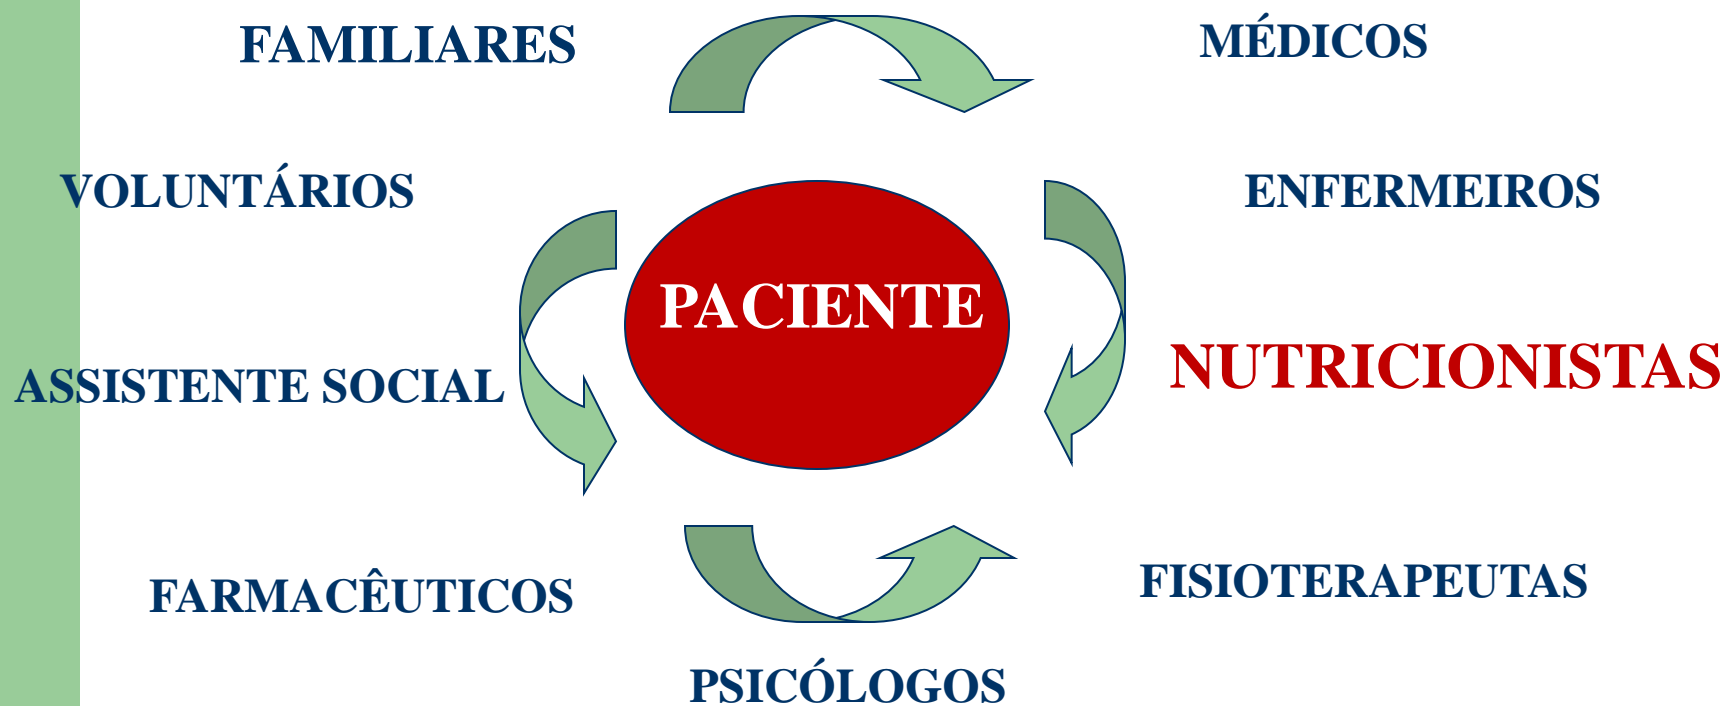 FAMILIARES
MÉDICOS
VOLUNTÁRIOS
ENFERMEIROS
PACIENTE
NUTRICIONISTAS
ASSISTENTE SOCIAL
FARMACÊUTICOS
FISIOTERAPEUTAS
PSICÓLOGOS